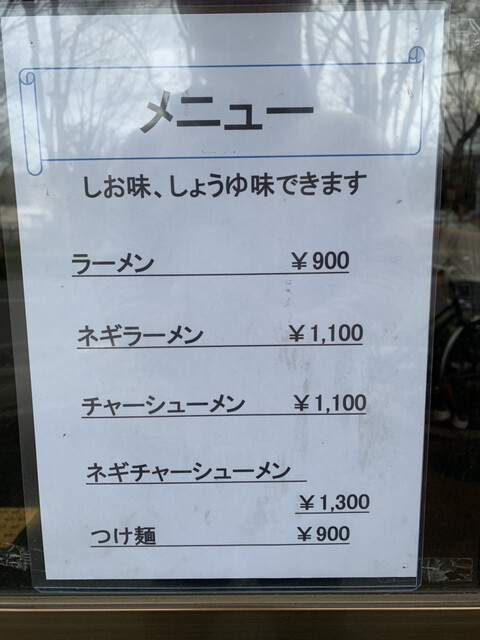 メニュー
しお味、しょうゆ味できます
ラーメン ￥900
ネギラーメン ￥1,100
チャーシューメン ￥1,100
ネギチャーシューメン
￥1,300
つけ麺 ￥900